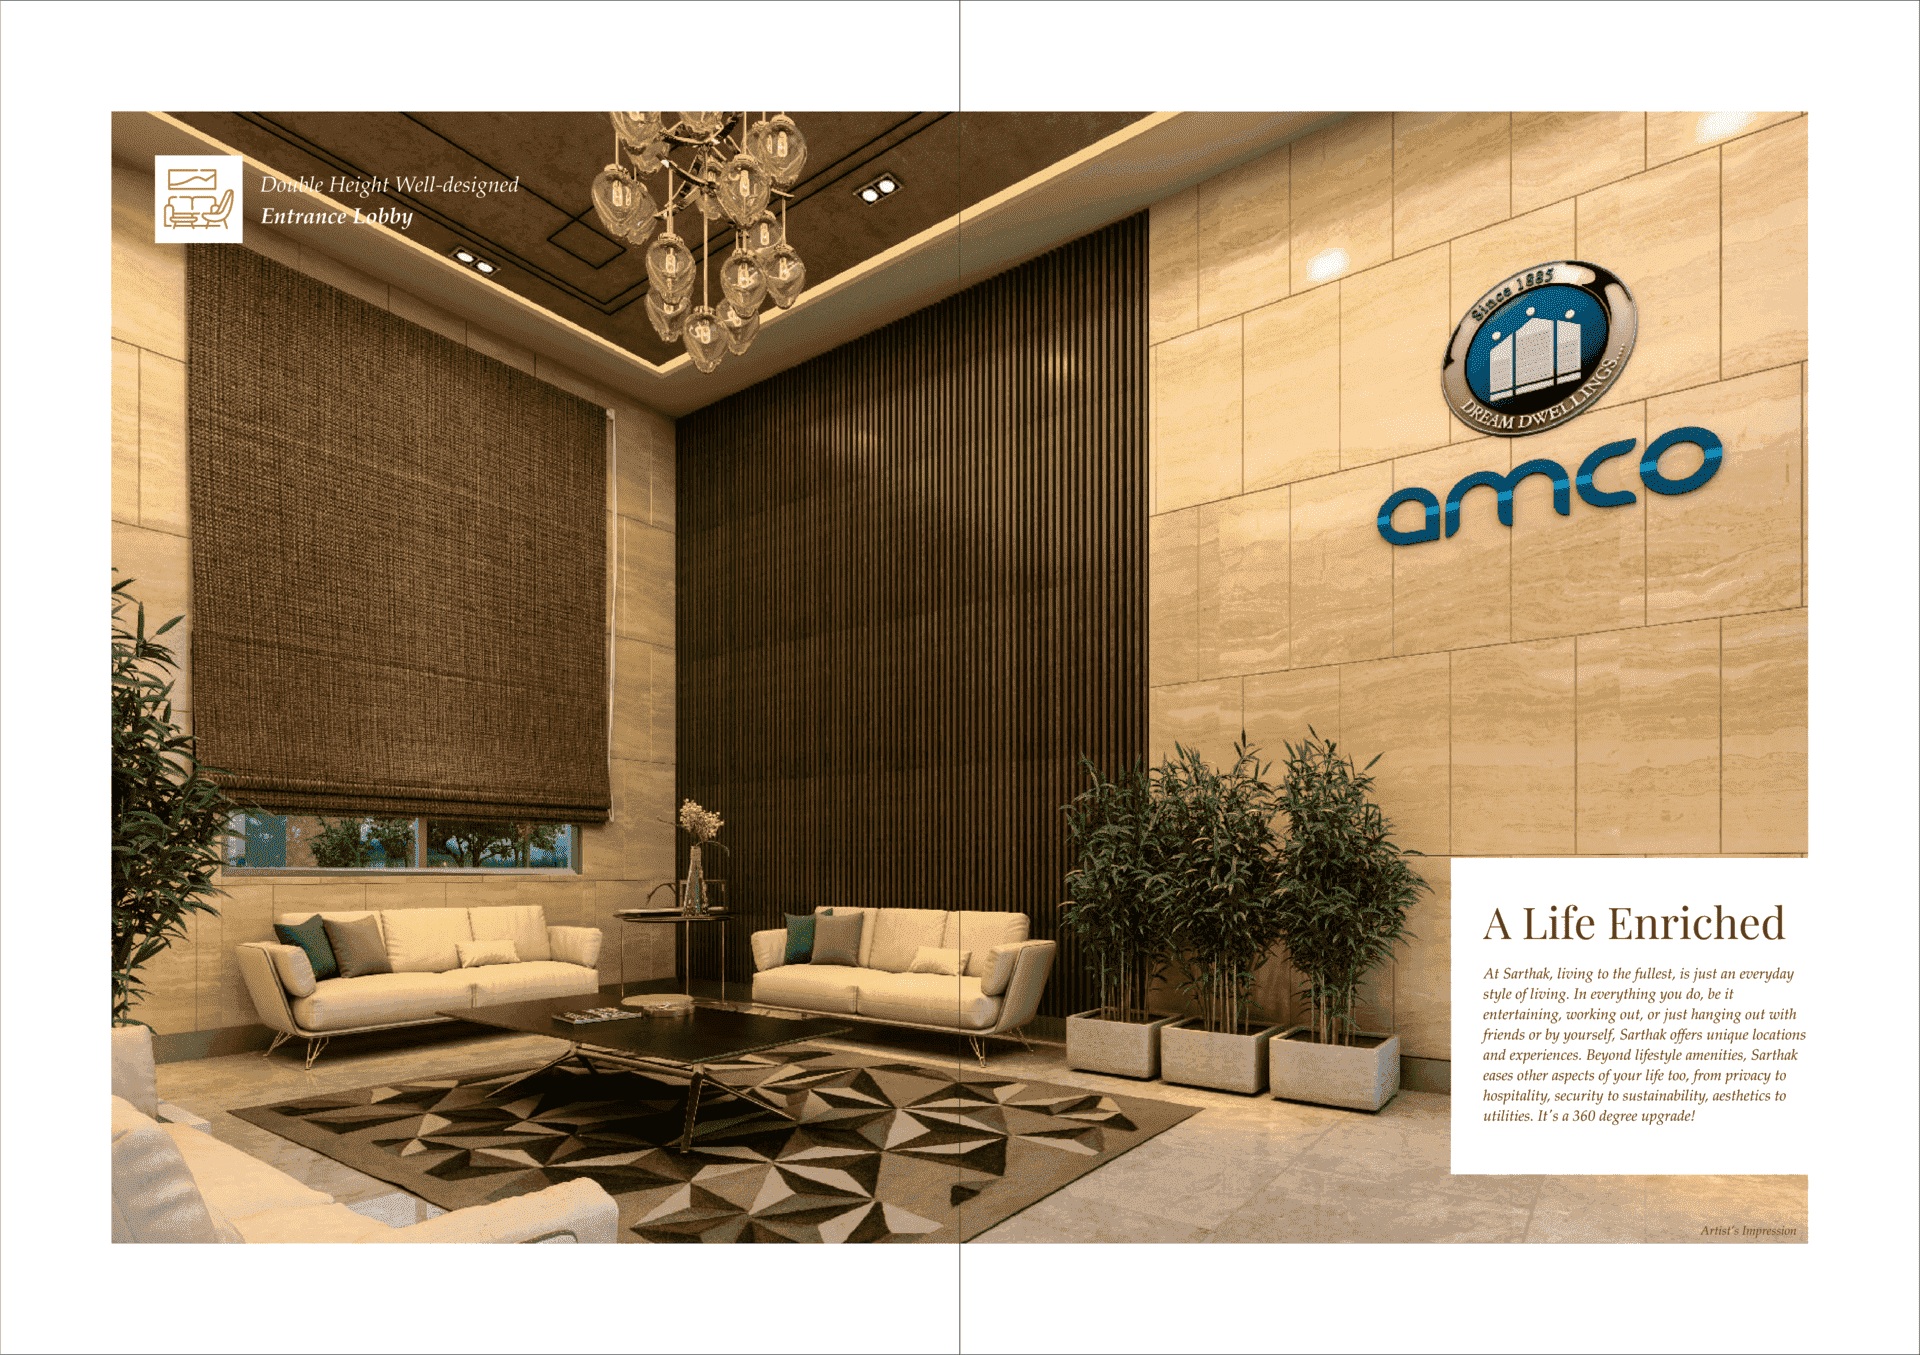 Double Height Well-designed
Entrance Lobby
Since 1885
DREAM DWELLINGS....
amco
A Life Enriched
At Sarthak, living to the fullest, is just an everyday
style of living. In everything you do, be it
entertaining, working out, or just hanging out with
friends or by yourself, Sarthak offers unique locations
and experiences. Beyond lifestyle amenities, Sarthak
eases other aspects of your life too, from privacy to
hospitality, security to sustainability, aesthetics to
utilities. It's a 360 degree upgrade!
Artist's Impression